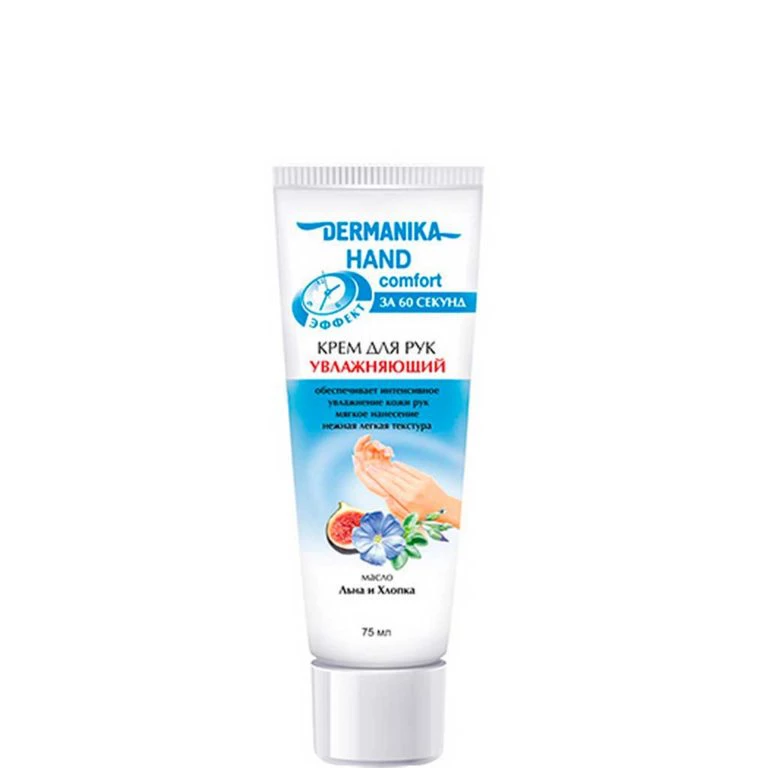 DERMANIKA
HAND
comfort
ЗА 60 СЕКУНД
ЭФФЕКТ
КРЕМ ДЛЯ РУК
УВЛАЖНЯЮЩИЙ
обеспечивает интенсивное
увлажнение кожи рук
мягкое нанесение
нежная легкая текстура
масло
Льна и Хлопка
75 мл